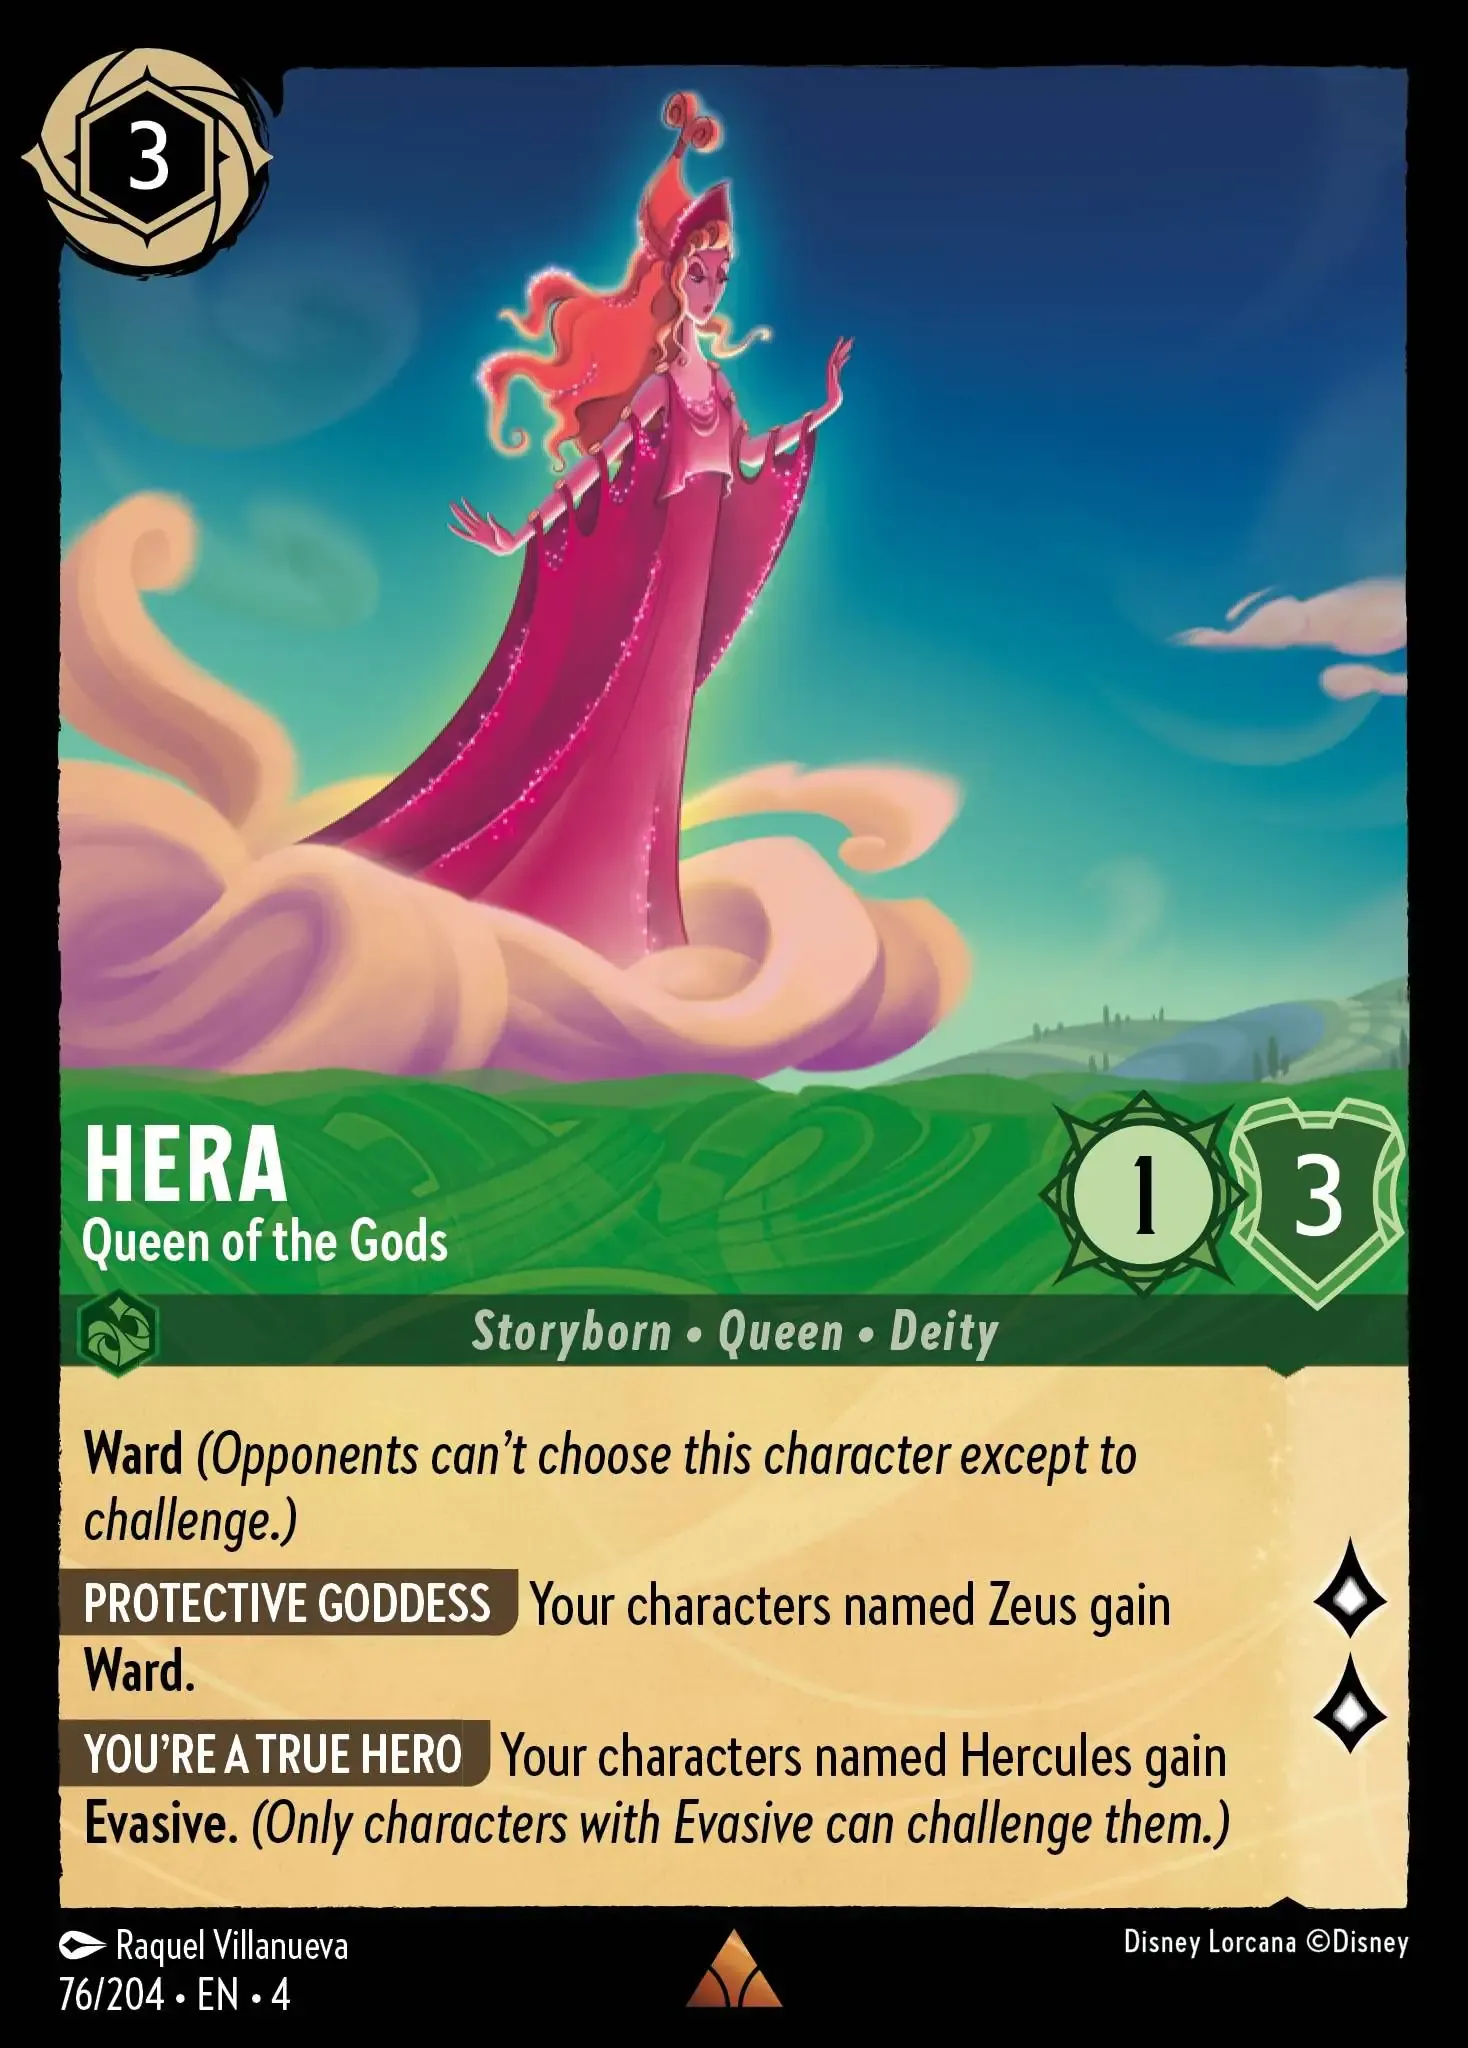 3
HERA
Queen of the Gods
1
3
Storyborn • Queen • Deity
Ward (Opponents can't choose this character except to
challenge.)
PROTECTIVE GODDESS Your characters named Zeus gain
Ward.
YOU'RE A TRUE HERO Your characters named Hercules gain
Evasive. (Only characters with Evasive can challenge them.)
Raquel Villanueva
Disney Lorcana ©Disney
76/204 • EN • 4